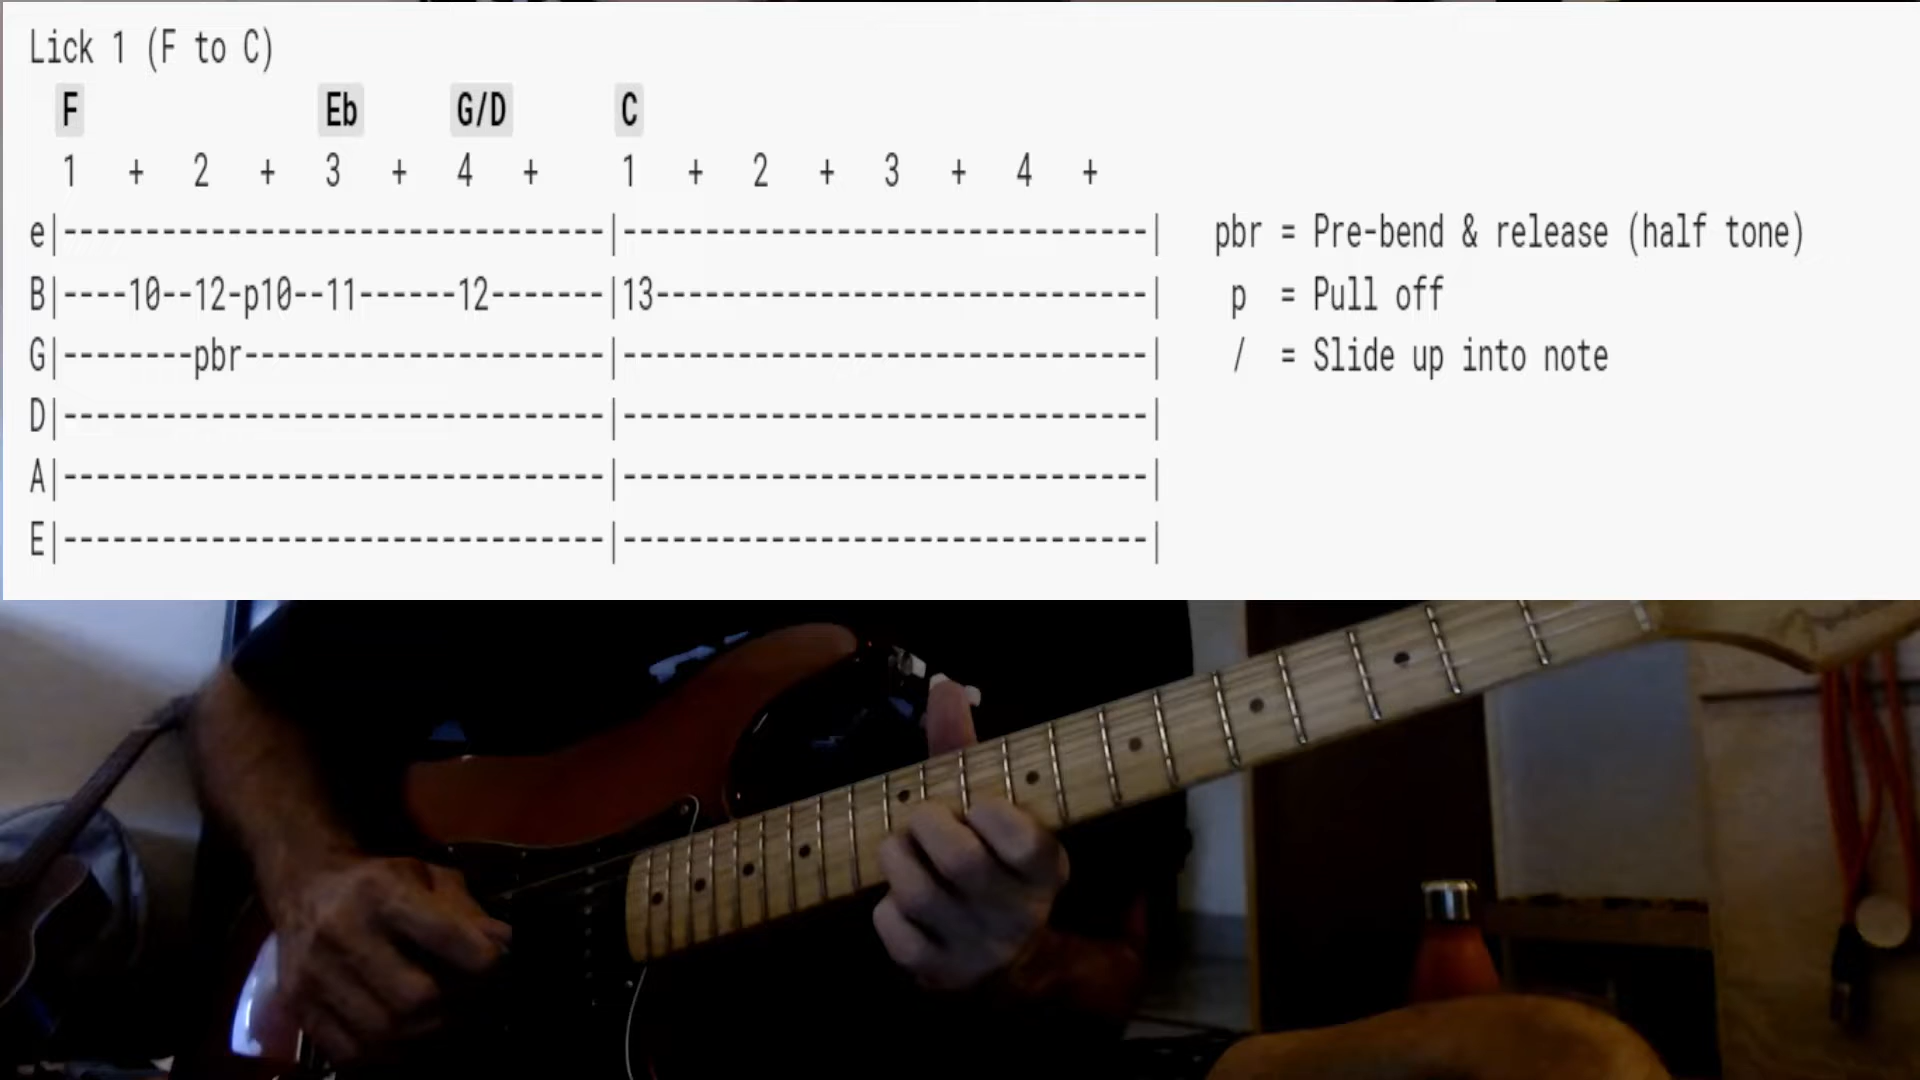 Lick 1 (F to C)
F Eb G/D C
1 + 2 + 3 + 4 + 1 + 2 + 3 + 4 +
e|---------------------------------|--------------------------------| pbr = Pre-bend & release (half tone)
B|----10--12-p10--11------12-------|13------------------------------| p = Pull off
G|--------pbr----------------------|--------------------------------| / = Slide up into note
D|---------------------------------|--------------------------------|
A|---------------------------------|--------------------------------|
E|---------------------------------|--------------------------------|